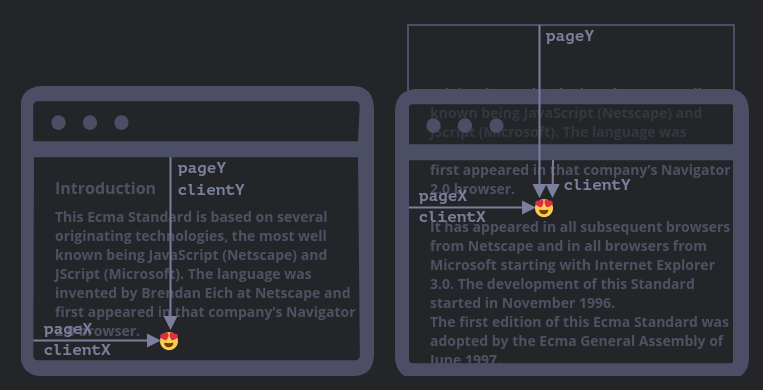 pageY
clientY
Introduction
This Ecma Standard is based on several
originating technologies, the most well
known being JavaScript (Netscape) and
JScript (Microsoft). The language was
invented by Brendan Eich at Netscape and
first appeared in that company's Navigator
pageX
browser.
clientX
pageY
known being JavaScript (Netscape) and
JScript (Microsoft). The language was
first appeared in that company's Navigator
2.0 browser.
clientY
pageX
clientX
It has appeared in all subsequent browsers
from Netscape and in all browsers from
Microsoft starting with Internet Explorer
3.0. The development of this Standard
started in November 1996.
The first edition of this Ecma Standard was
adopted by the Ecma General Assembly of
June 1997.